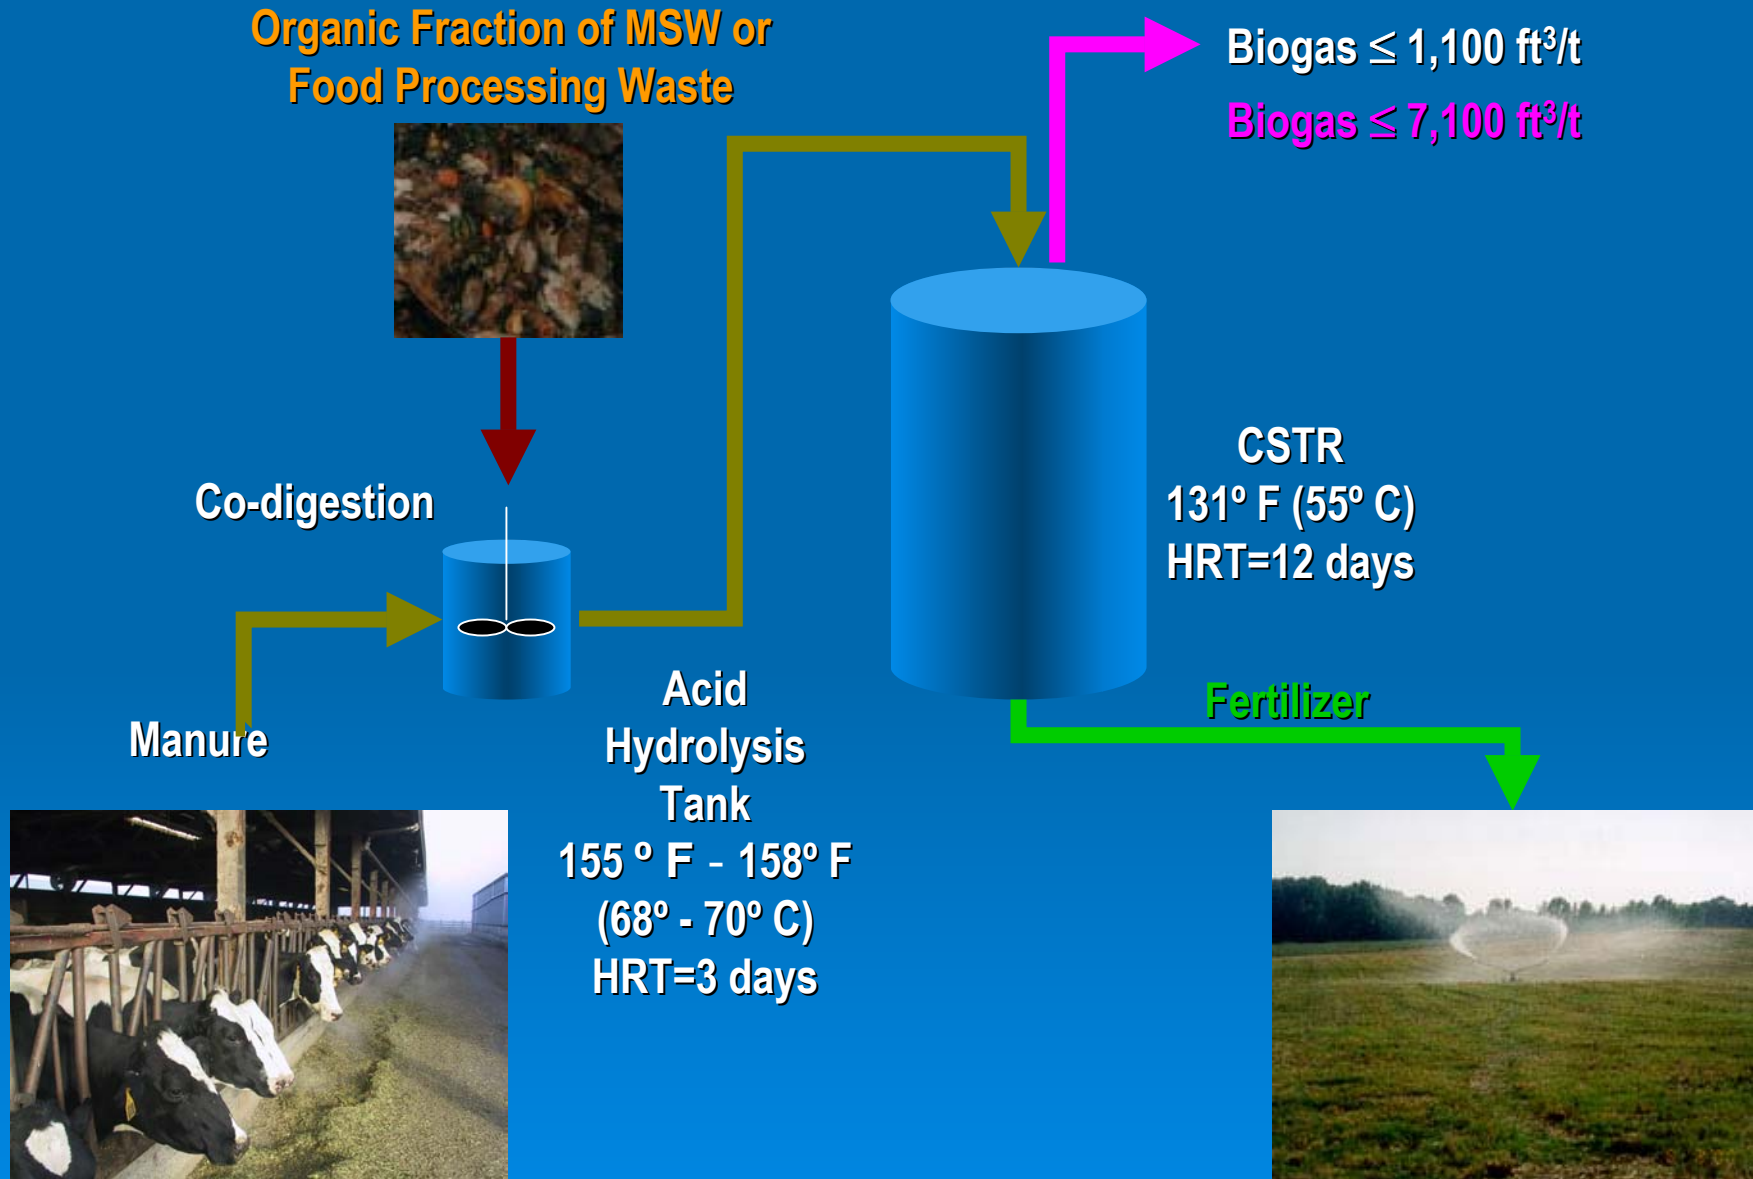 Organic Fraction of MSW or
Food Processing Waste
Biogas ≤ 1,100 ft³/t
Biogas ≤ 7,100 ft³/t
Co-digestion
CSTR
131º F (55º C)
HRT=12 days
Manure
Acid
Hydrolysis
Tank
155 º F - 158º F
(68º - 70º C)
HRT=3 days
Fertilizer